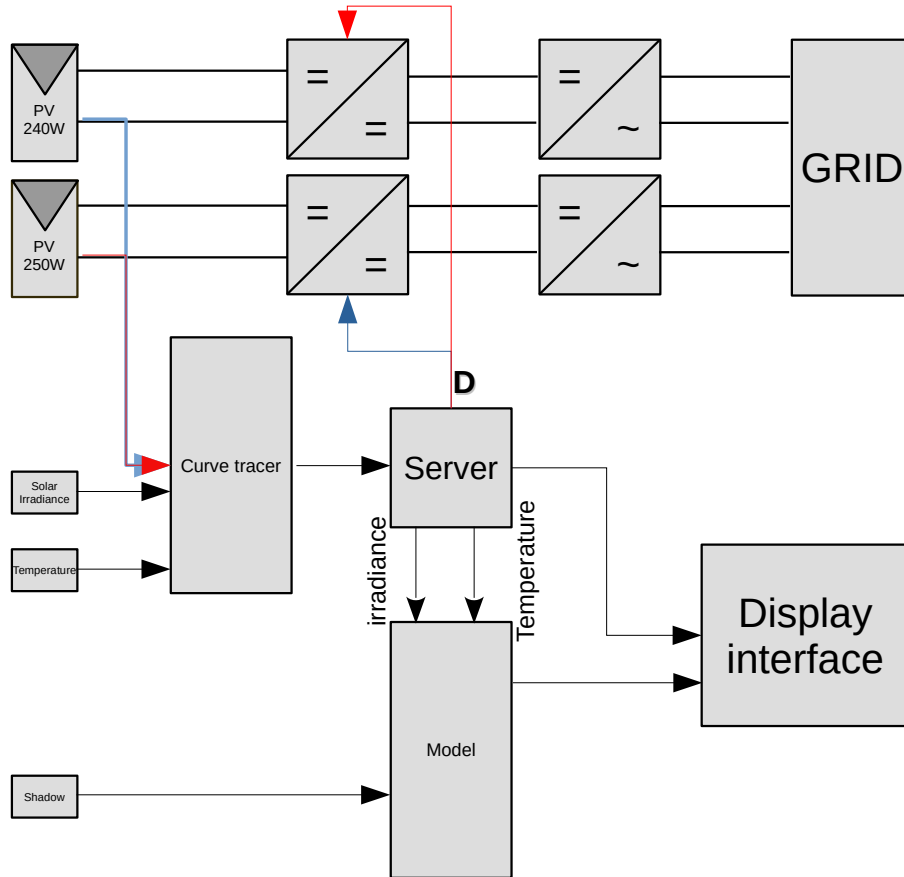 =
=
=
~
PV
240W
GRID
=
=
=
~
PV
250W
D
Curve tracer
Server
Solar
Irradiance
Temperature
irradiance
Temperature
Display
interface
Model
Shadow